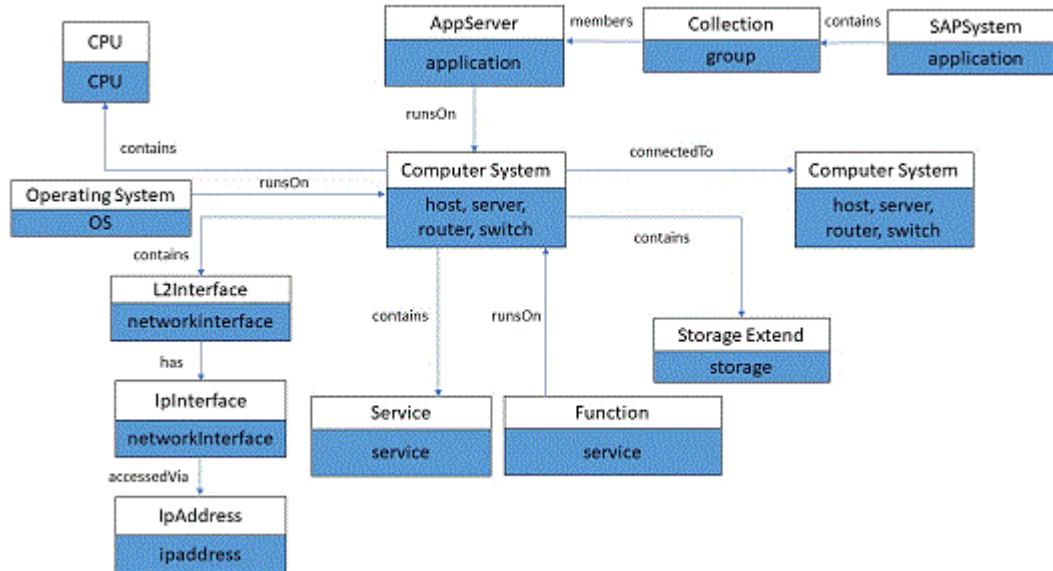 CPU
CPU
AppServer
application
members
Collection
group
contains
SAPSystem
application
runsOn
contains
Operating System
OS
runsOn
Computer System
host, server,
router, switch
connectedTo
Computer System
host, server,
router, switch
contains
L2Interface
networkinterface
has
IpInterface
networkInterface
accessedVia
IpAddress
ipaddress
contains
Service
service
runsOn
Function
service
contains
Storage Extend
storage